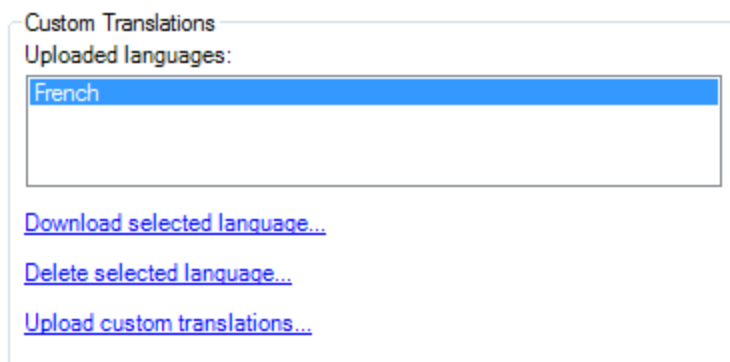 Custom Translations
Uploaded languages:
French
Download selected language...
Delete selected language...
Upload custom translations...